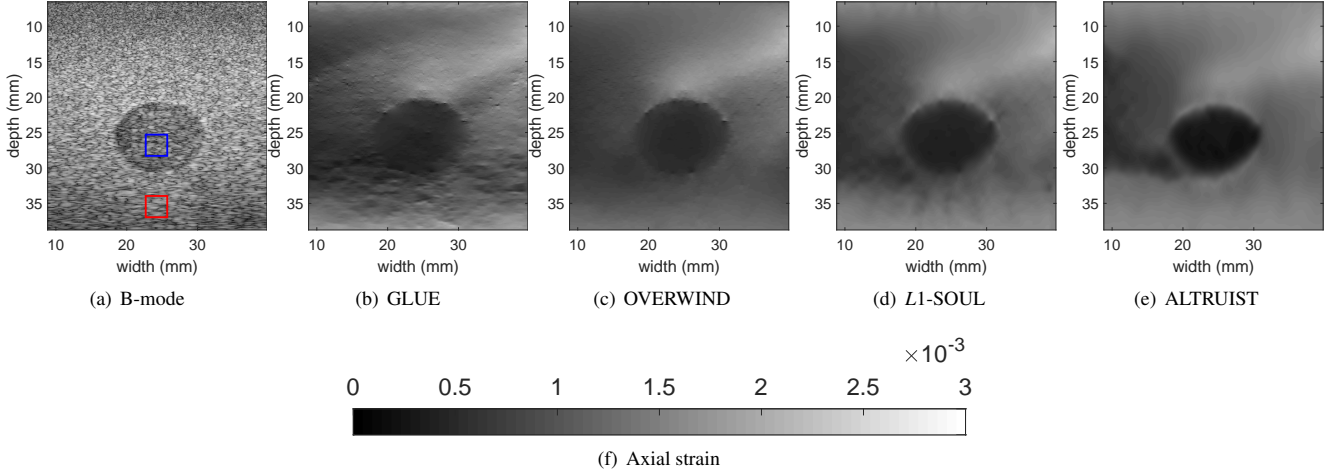 10
15
20
25
30
35
depth (mm)
10 20 30
width (mm)
(a) B-mode
10
15
20
25
30
35
depth (mm)
10 20 30
width (mm)
(b) GLUE
10
15
20
25
30
35
depth (mm)
10 20 30
width (mm)
(c) OVERWIND
10
15
20
25
30
35
depth (mm)
10 20 30
width (mm)
(d) L1-SOUL
10
15
20
25
30
35
depth (mm)
10 20 30
width (mm)
(e) ALTRUIST
×10-3
0 0.5 1 1.5 2 2.5 3
(f) Axial strain